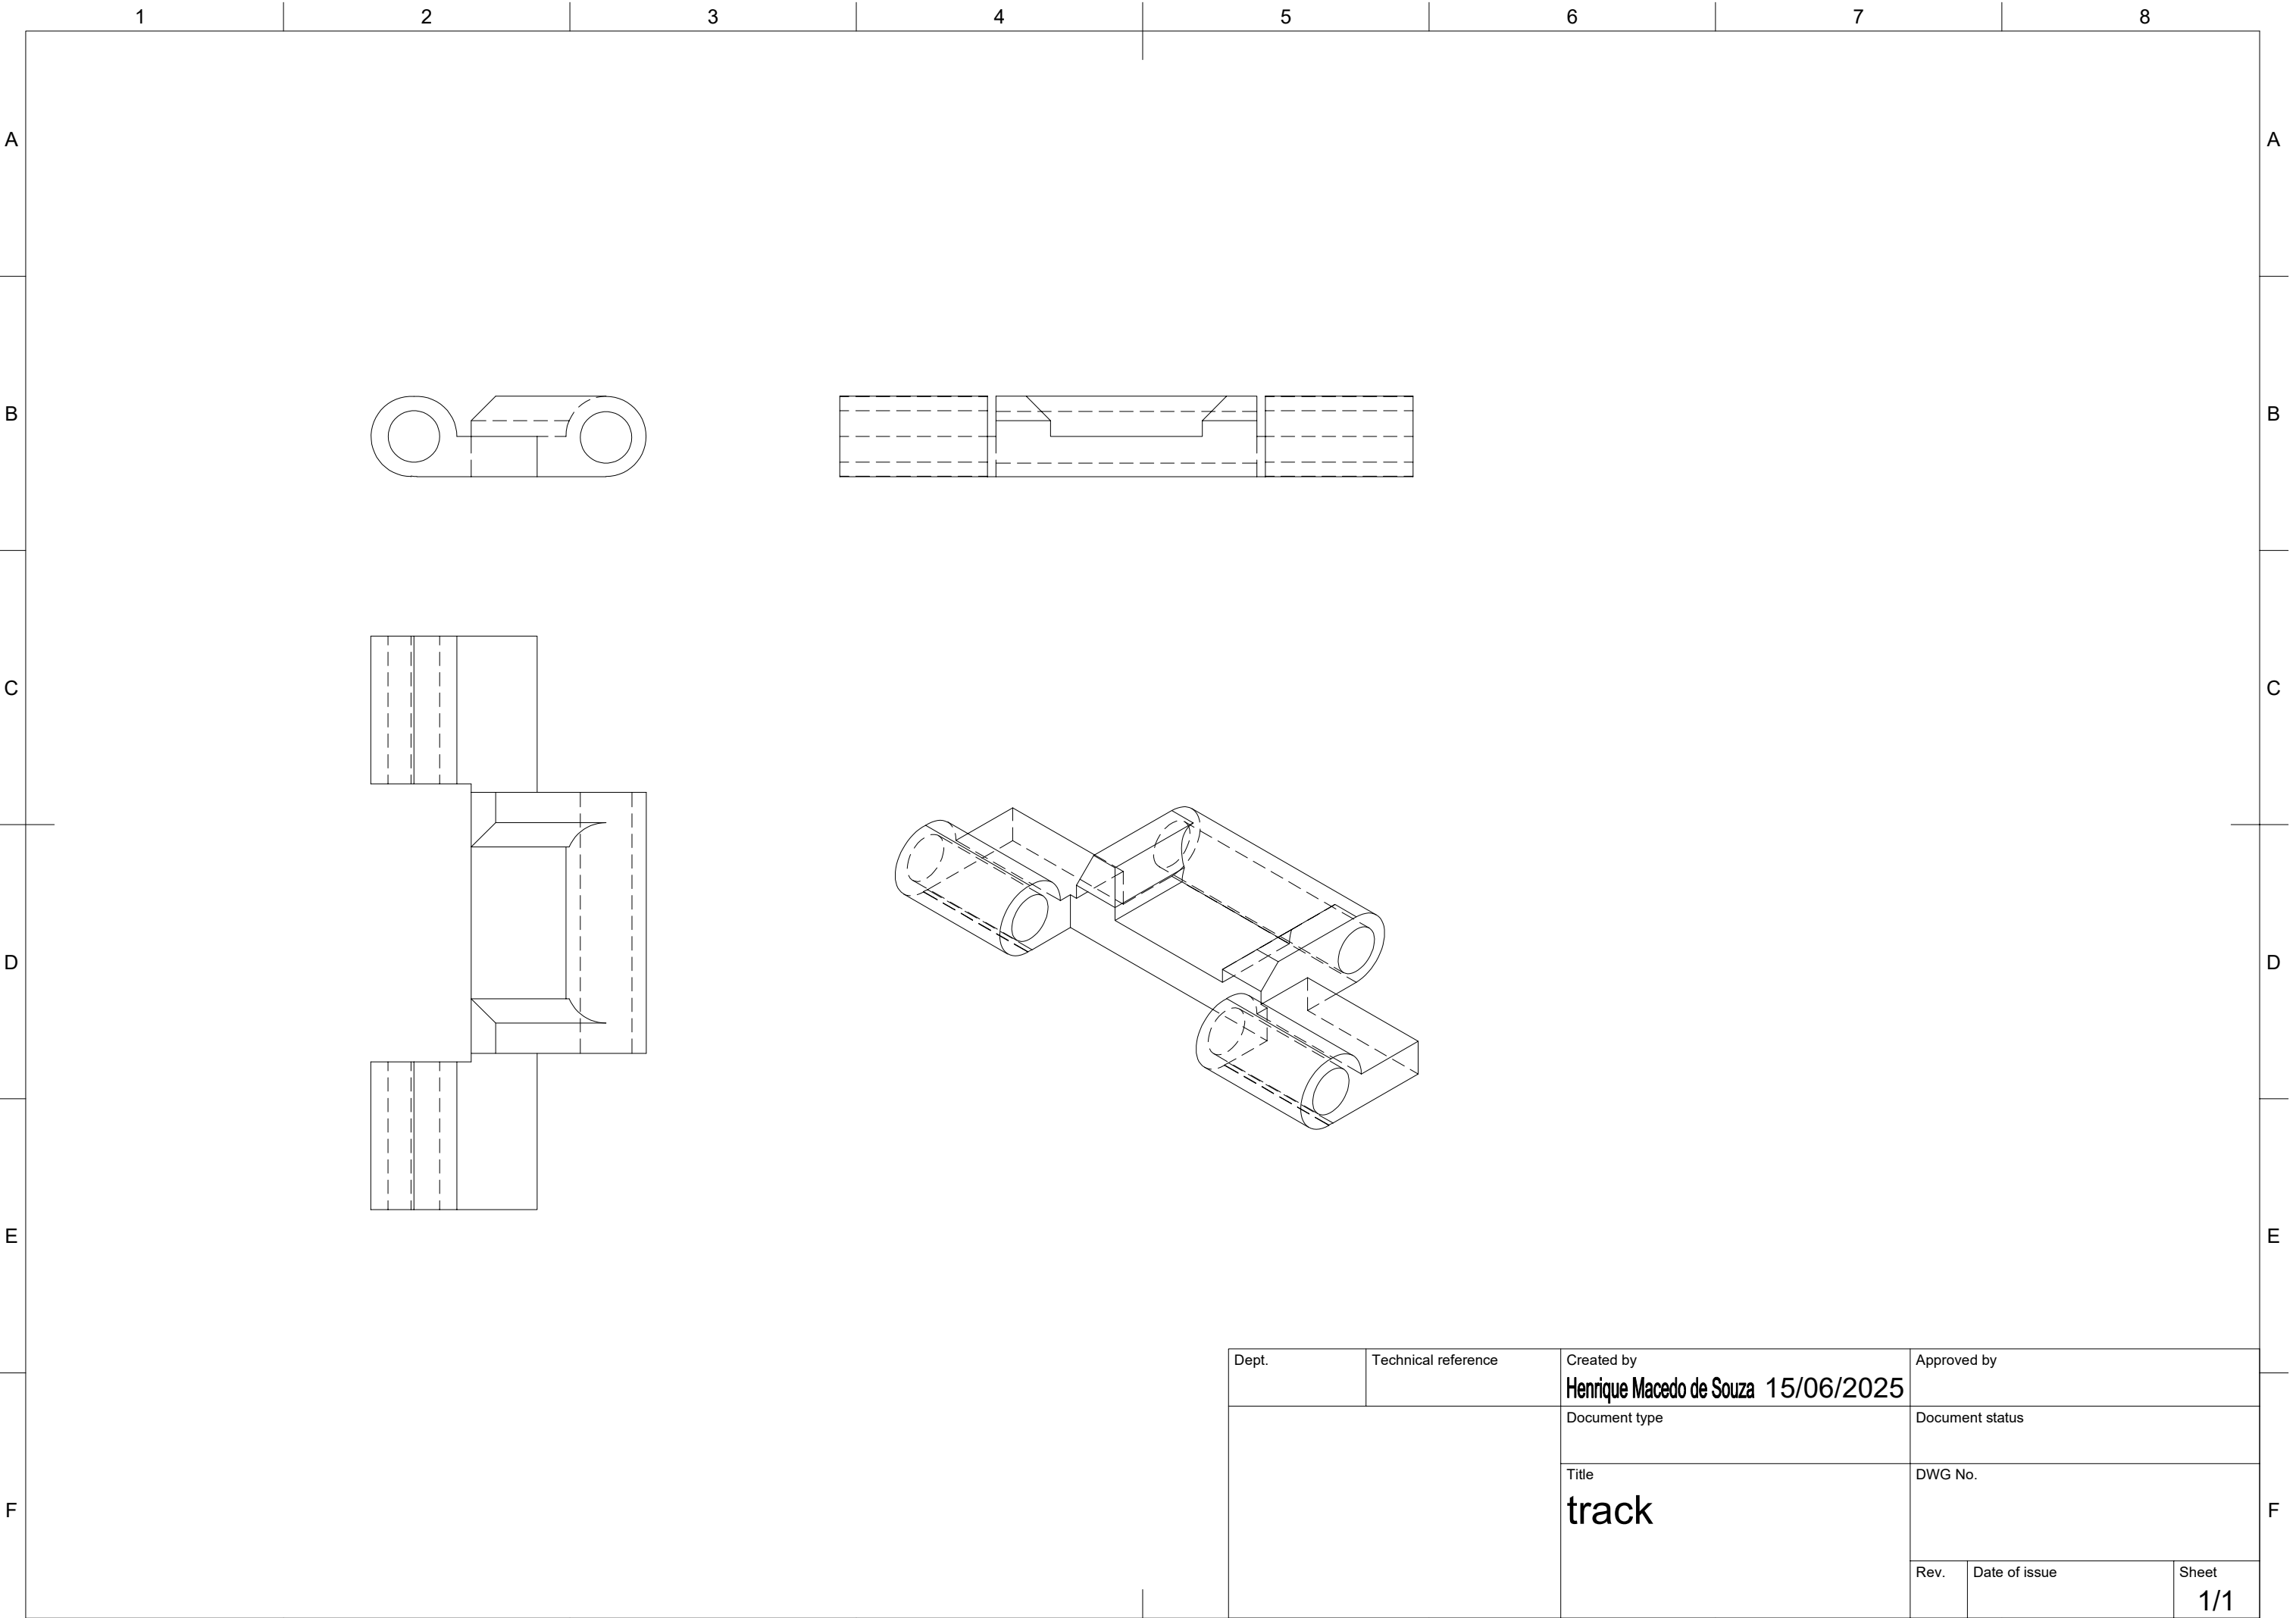 1 2 3 4 5 6 7 8
A A
B B
C C
D D
E E
F F
Dept. Technical reference Created by Approved by
Henrique Macedo de Souza 15/06/2025
Document type Document status
Title DWG No.
track
Rev. Date of issue Sheet
1/1